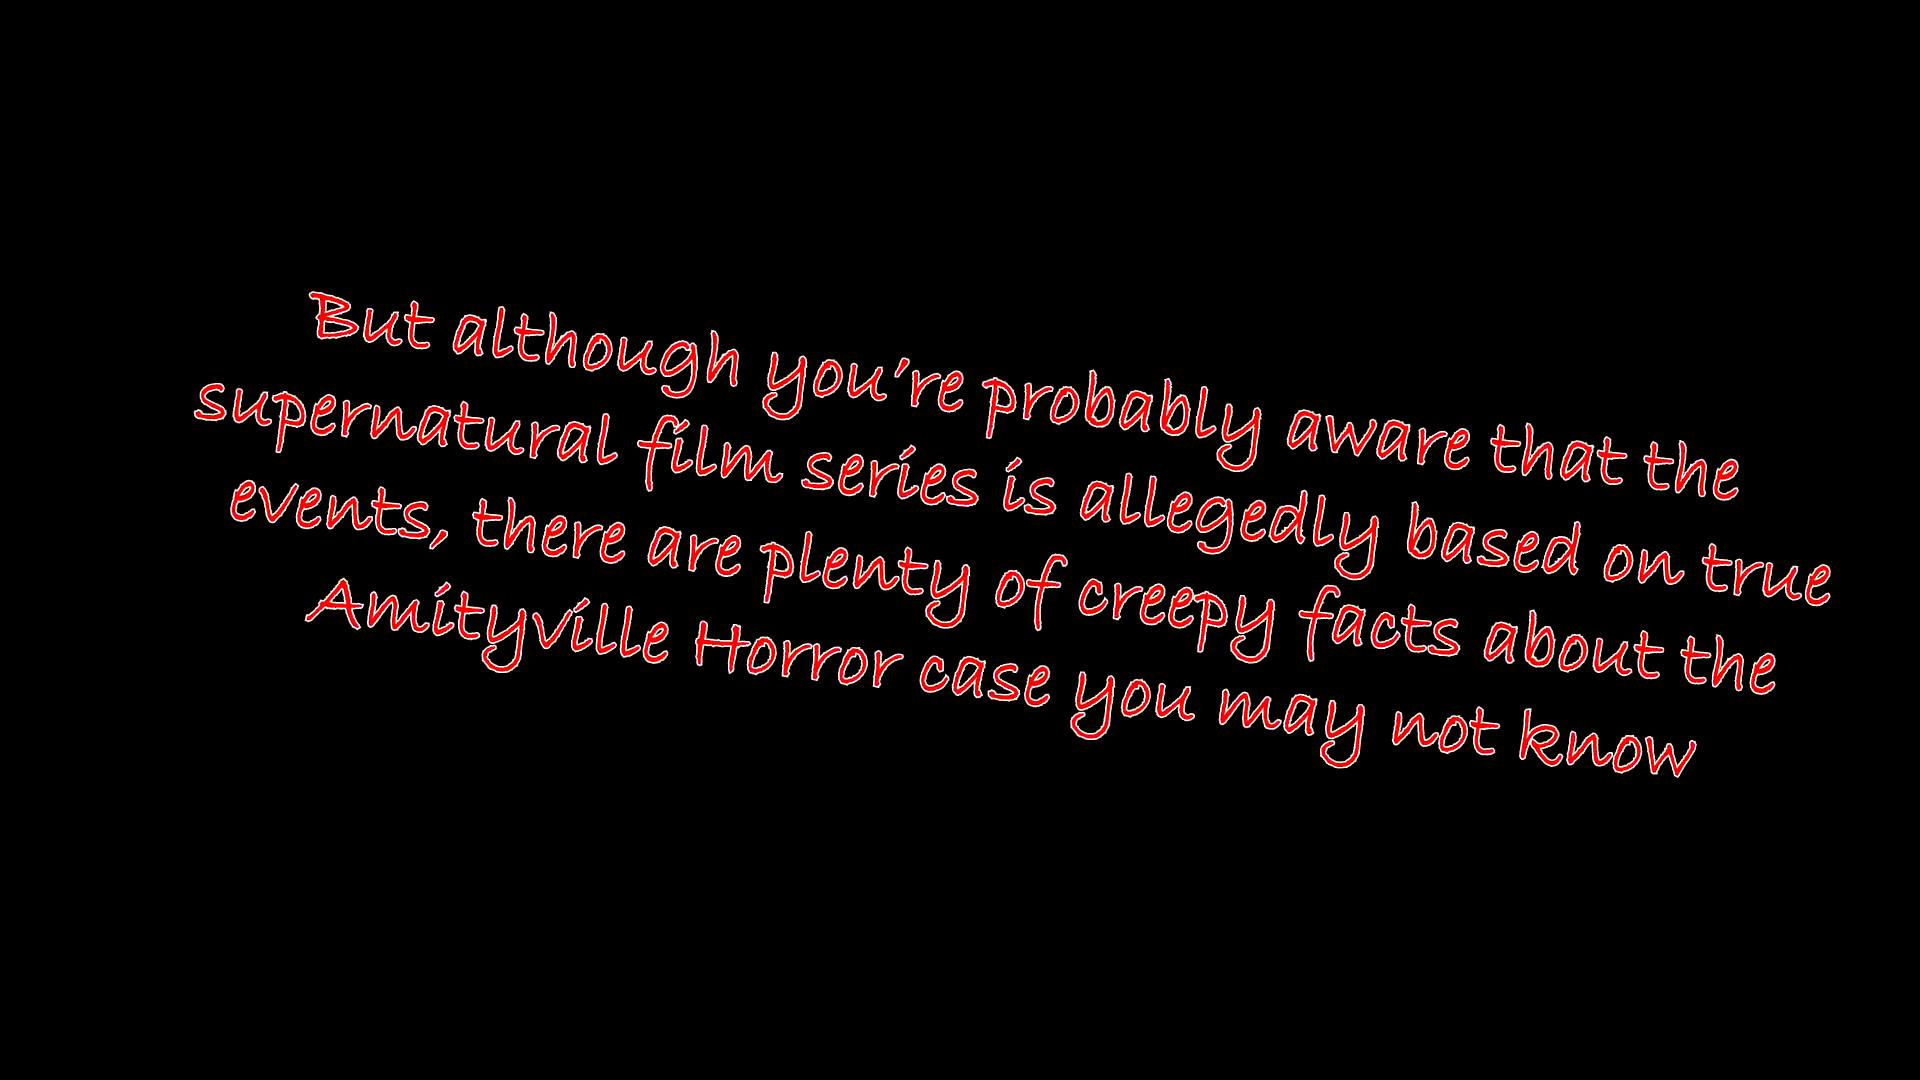 But although you're probably aware that the
supernatural film series is allegedly based on true
events, there are plenty of creepy facts about the
Amityville Horror case you may not know